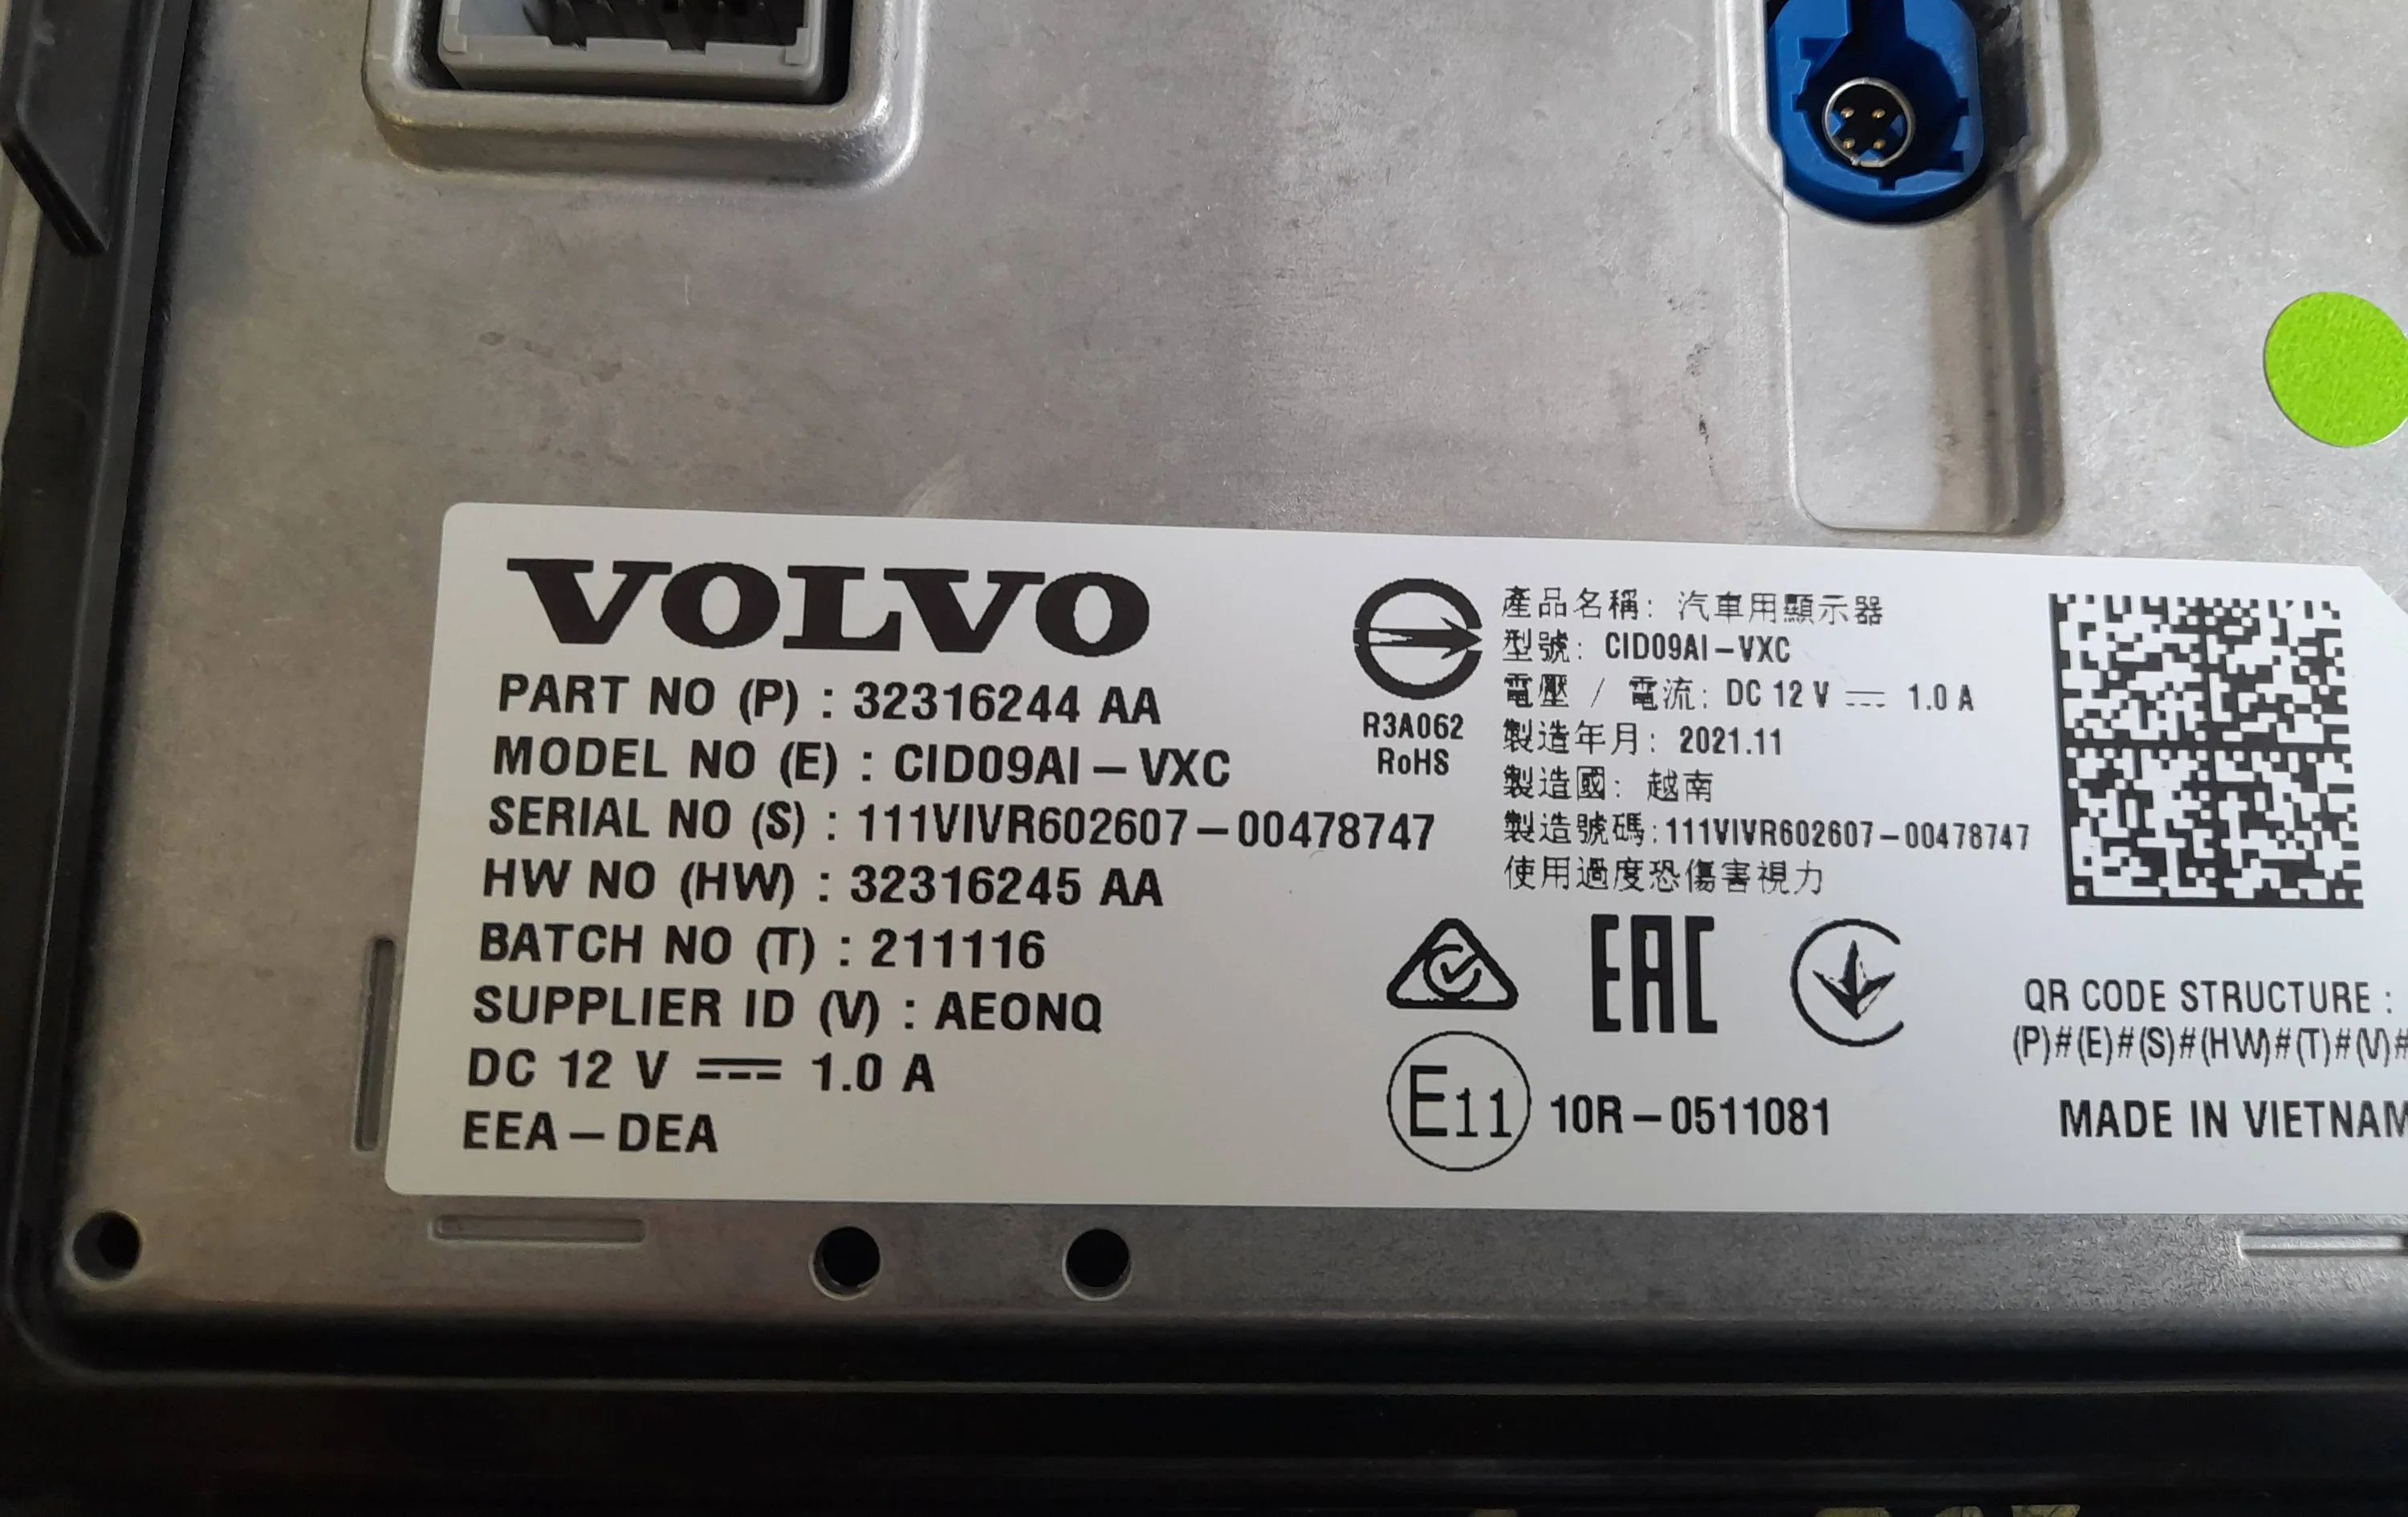 VOLVO
PART NO (P) : 32316244 AA
MODEL NO (E) : CID09AI-VXC
SERIAL NO (S) : 111VIVR602607-00478747
HW NO (HW) : 32316245 AA
BATCH NO (T) : 211116
SUPPLIER ID (V) : AEONQ
DC 12 V ⎓ 1.0 A
EEA-DEA
R3A062
RoHS
產品名稱: 汽車用顯示器
型號: CID09AI-VXC
電壓 / 電流: DC 12 V ⎓ 1.0 A
製造年月: 2021.11
製造國: 越南
製造號碼:111VIVR602607-00478747
使用過度恐傷害視力
EAC
E11 10R-0511081
QR CODE STRUCTURE :
(P)#(E)#(S)#(HW)#(T)#(V)#
MADE IN VIETNAM